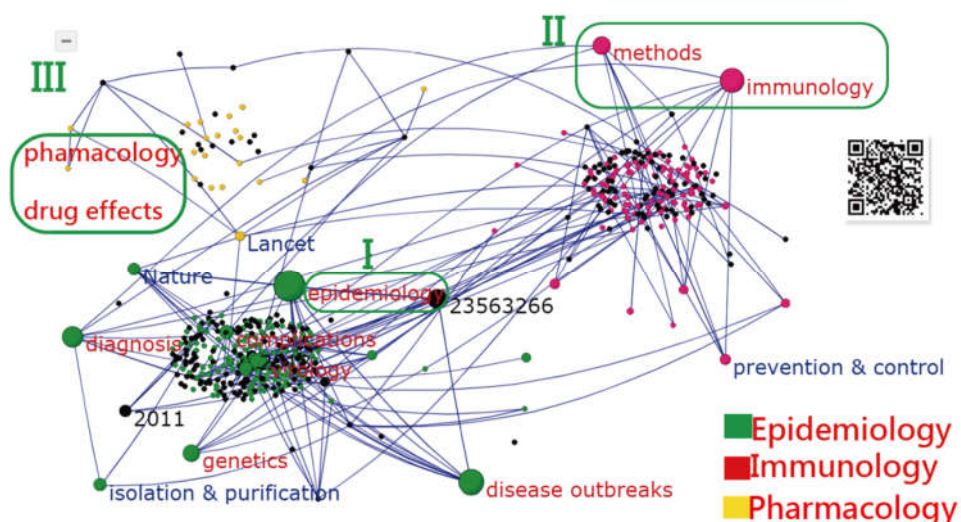 II
methods
immunology
III
phamacology
drug effects
Lancet
I
Nature
epidemiology
23563266
diagnosis
complications
virology
prevention & control
2011
genetics
isolation & purification
disease outbreaks
Epidemiology
Immunology
Pharmacology